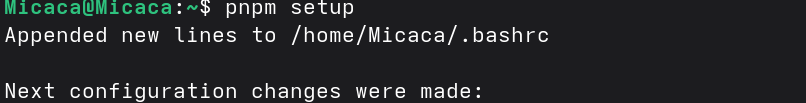 Micaca@Micaca:~$ pnpm setup
Appended new lines to /home/Micaca/.bashrc
Next configuration changes were made: